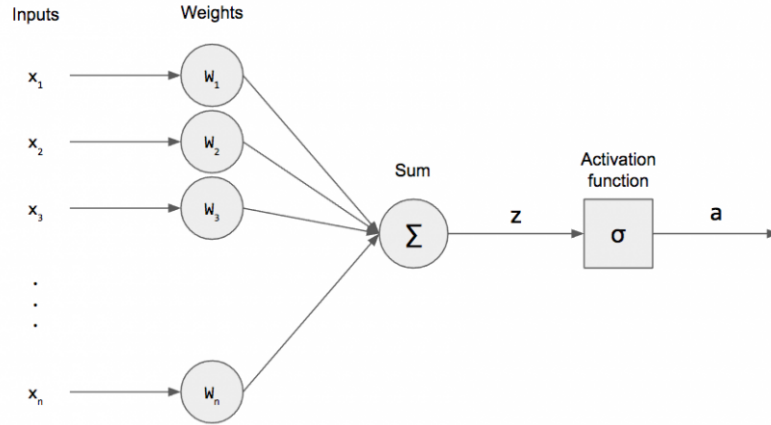 Inputs
Weights
x₁
W₁
x₂
W₂
x₃
W₃
Sum
Σ
z
Activation
function
σ
a
.
.
.
xₙ
Wₙ